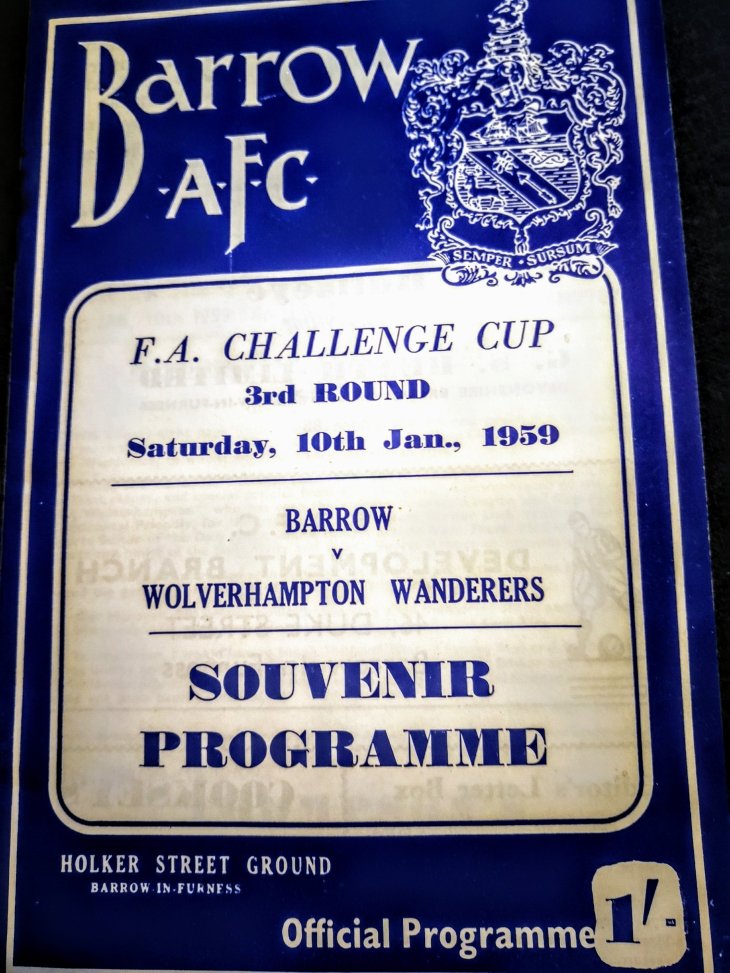 Barrow
A.F.C.
SEMPER · SURSUM
F.A. CHALLENGE CUP
3rd ROUND
Saturday, 10th Jan., 1959
BARROW
v
WOLVERHAMPTON WANDERERS
SOUVENIR
PROGRAMME
HOLKER STREET GROUND
BARROW-IN-FURNESS
Official Programme 1/-